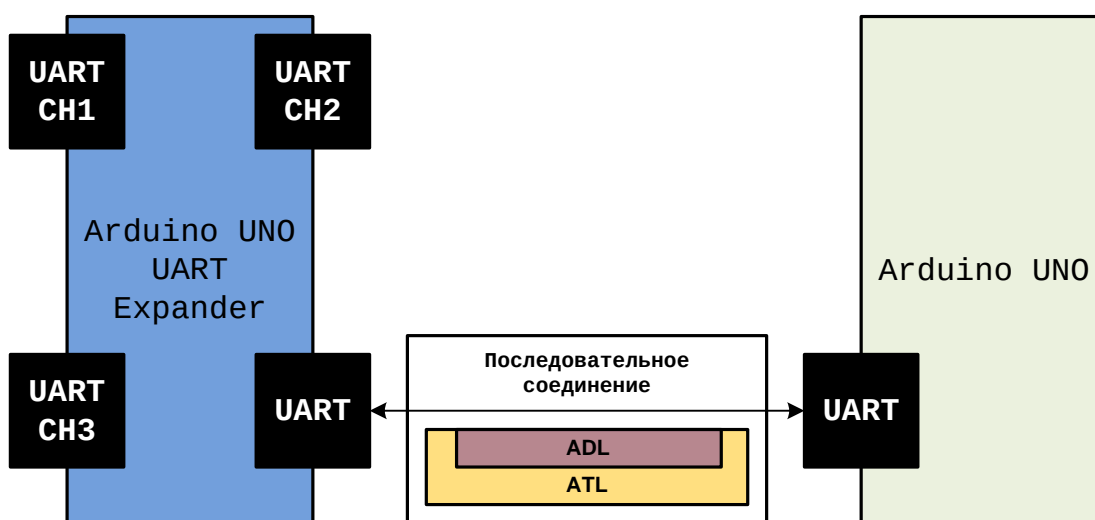 UART
CH1
UART
CH2
Arduino UNO
UART
Expander
Arduino UNO
UART
CH3
UART
Последовательное
соединение
UART
ADL
ATL